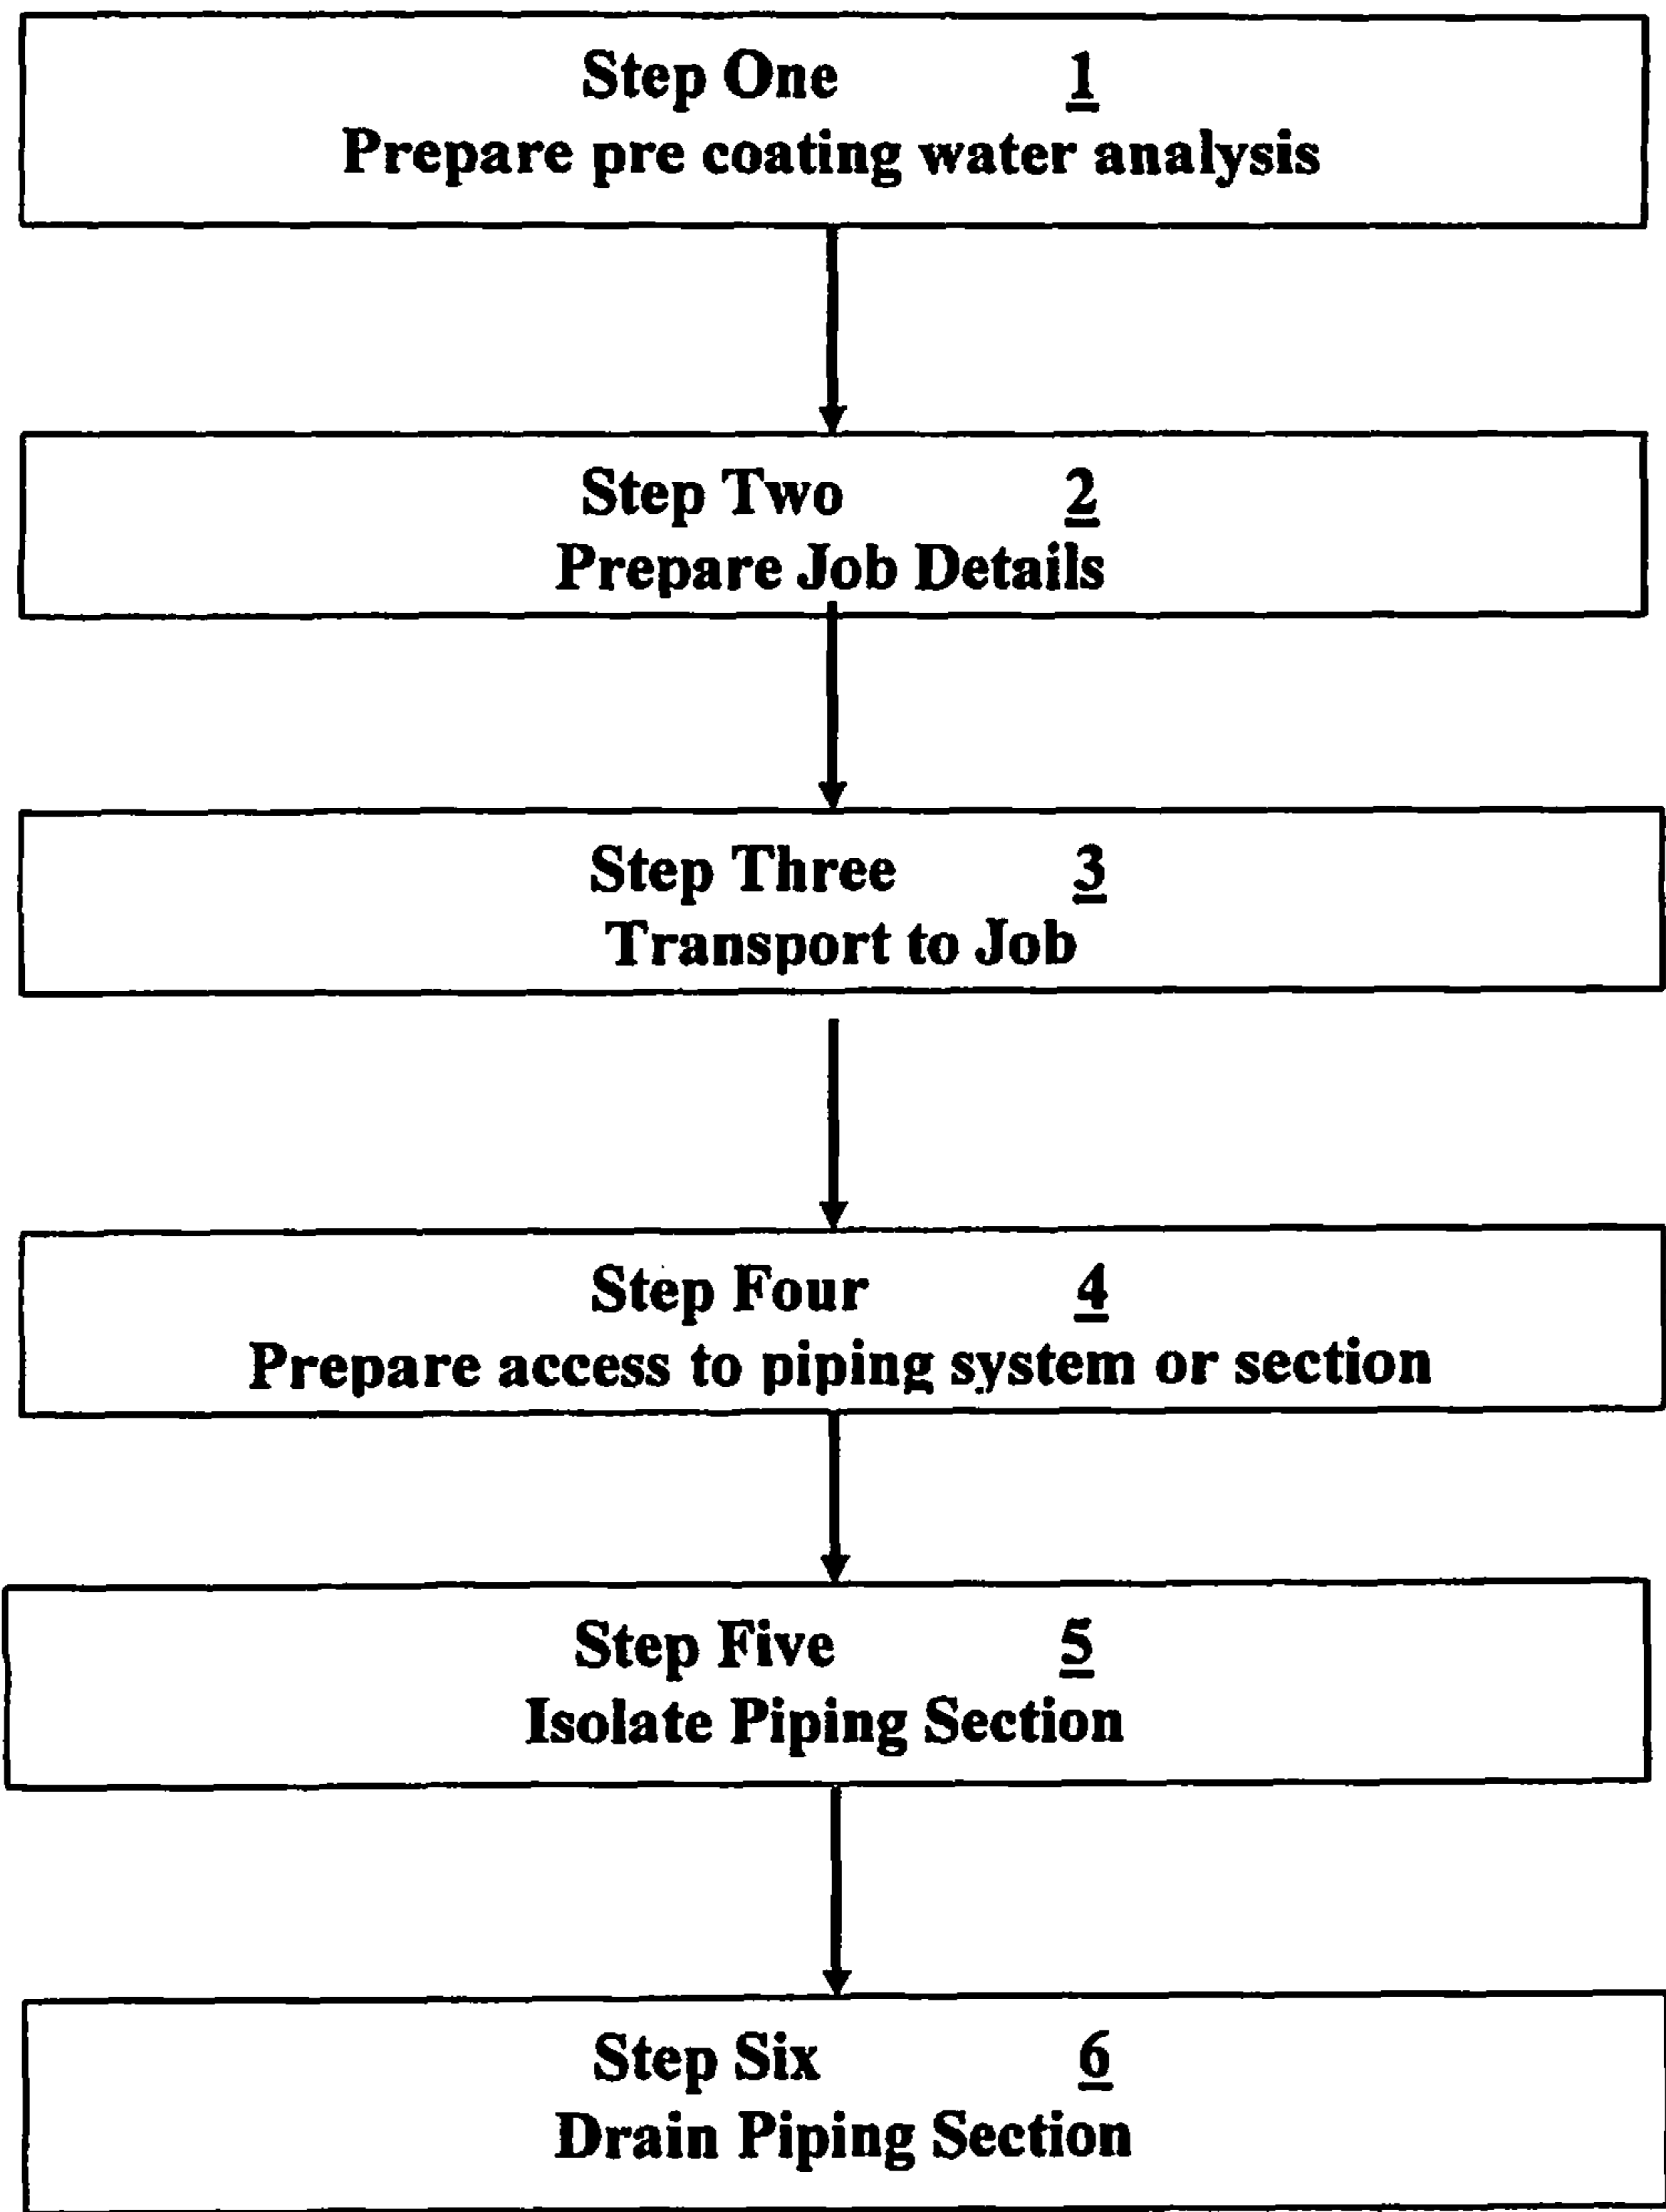 Step One 1
Prepare pre coating water analysis
Step Two 2
Prepare Job Details
Step Three 3
Transport to Job
Step Four 4
Prepare access to piping system or section
Step Five 5
Isolate Piping Section
Step Six 6
Drain Piping Section